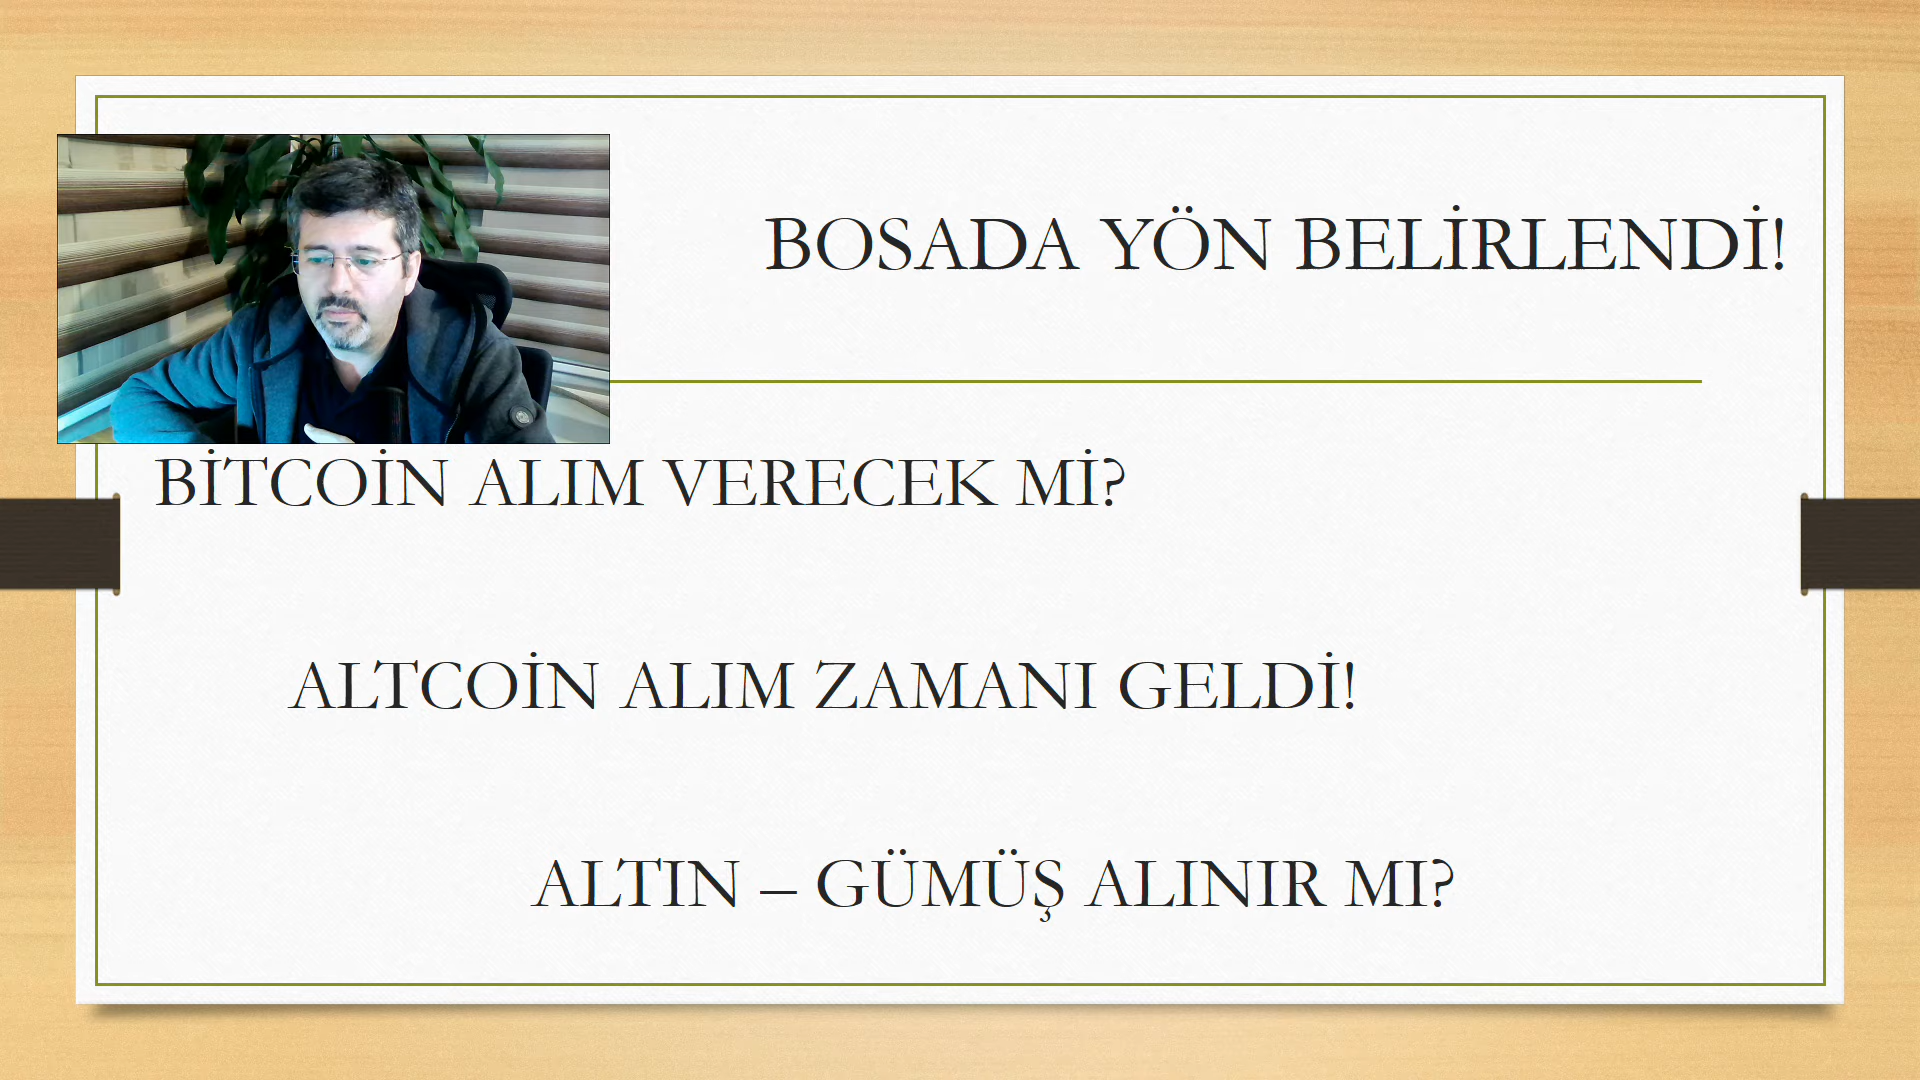 BOSADA YÖN BELİRLENDİ!
BİTCOİN ALIM VERECEK Mİ?
ALTCOİN ALIM ZAMANI GELDİ!
ALTIN – GÜMÜŞ ALINIR MI?